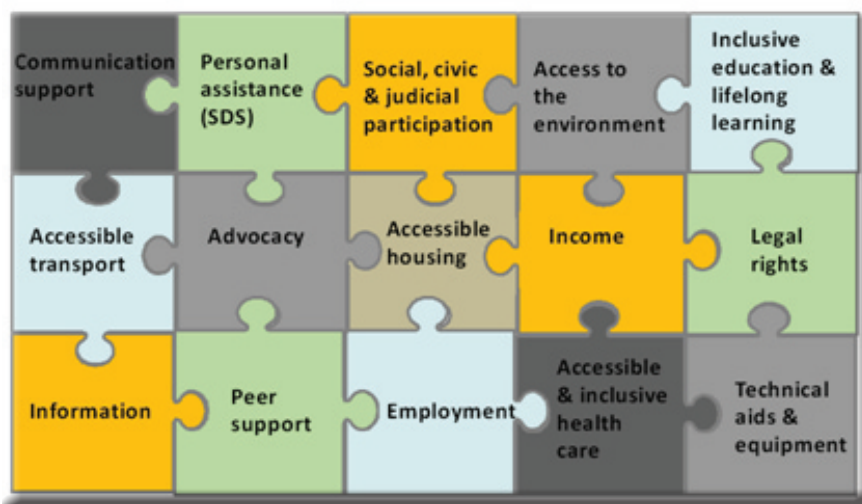 Communication
support
Personal
assistance
(SDS)
Social, civic
& judicial
participation
Access to
the
environment
Inclusive
education &
lifelong
learning
Accessible
transport
Advocacy
Accessible
housing
Income
Legal
rights
Information
Peer
support
Employment
Accessible
& inclusive
health
care
Technical
aids &
equipment